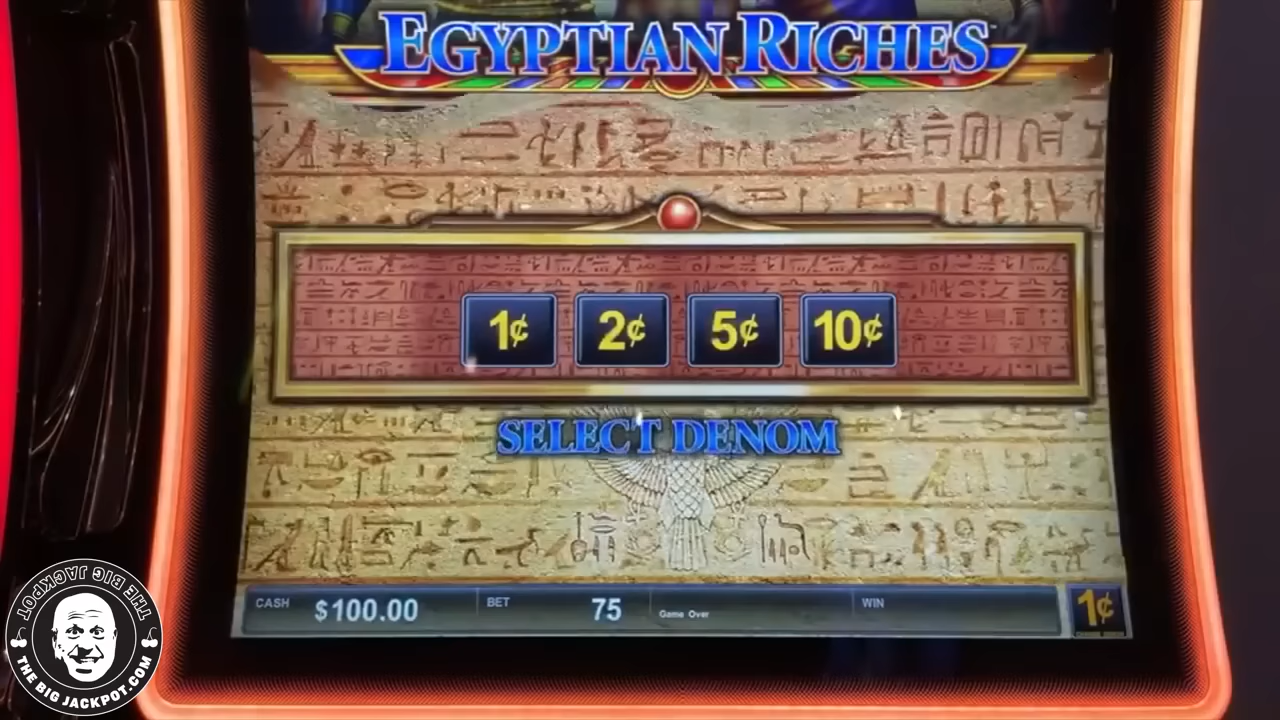 EGYPTIAN RICHES™
1¢ 2¢ 5¢ 10¢
SELECT DENOM
CASH $100.00 BET 75 Game Over WIN 1¢
THE BIG JACKPOT
THE BIG JACKPOT.COM